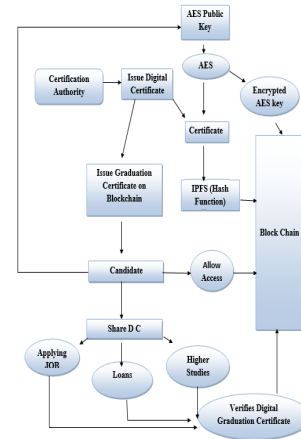 AES Public
Key
AES
Certification
Authority
Issue Digital
Certificate
Encrypted
AES key
Certificate
Issue Graduation
Certificate on
Blockchain
IPFS (Hash
Function)
Block Chain
Candidate
Allow
Access
Share D C
Applying
JOB
Loans
Higher
Studies
Verifies Digital
Graduation Certificate